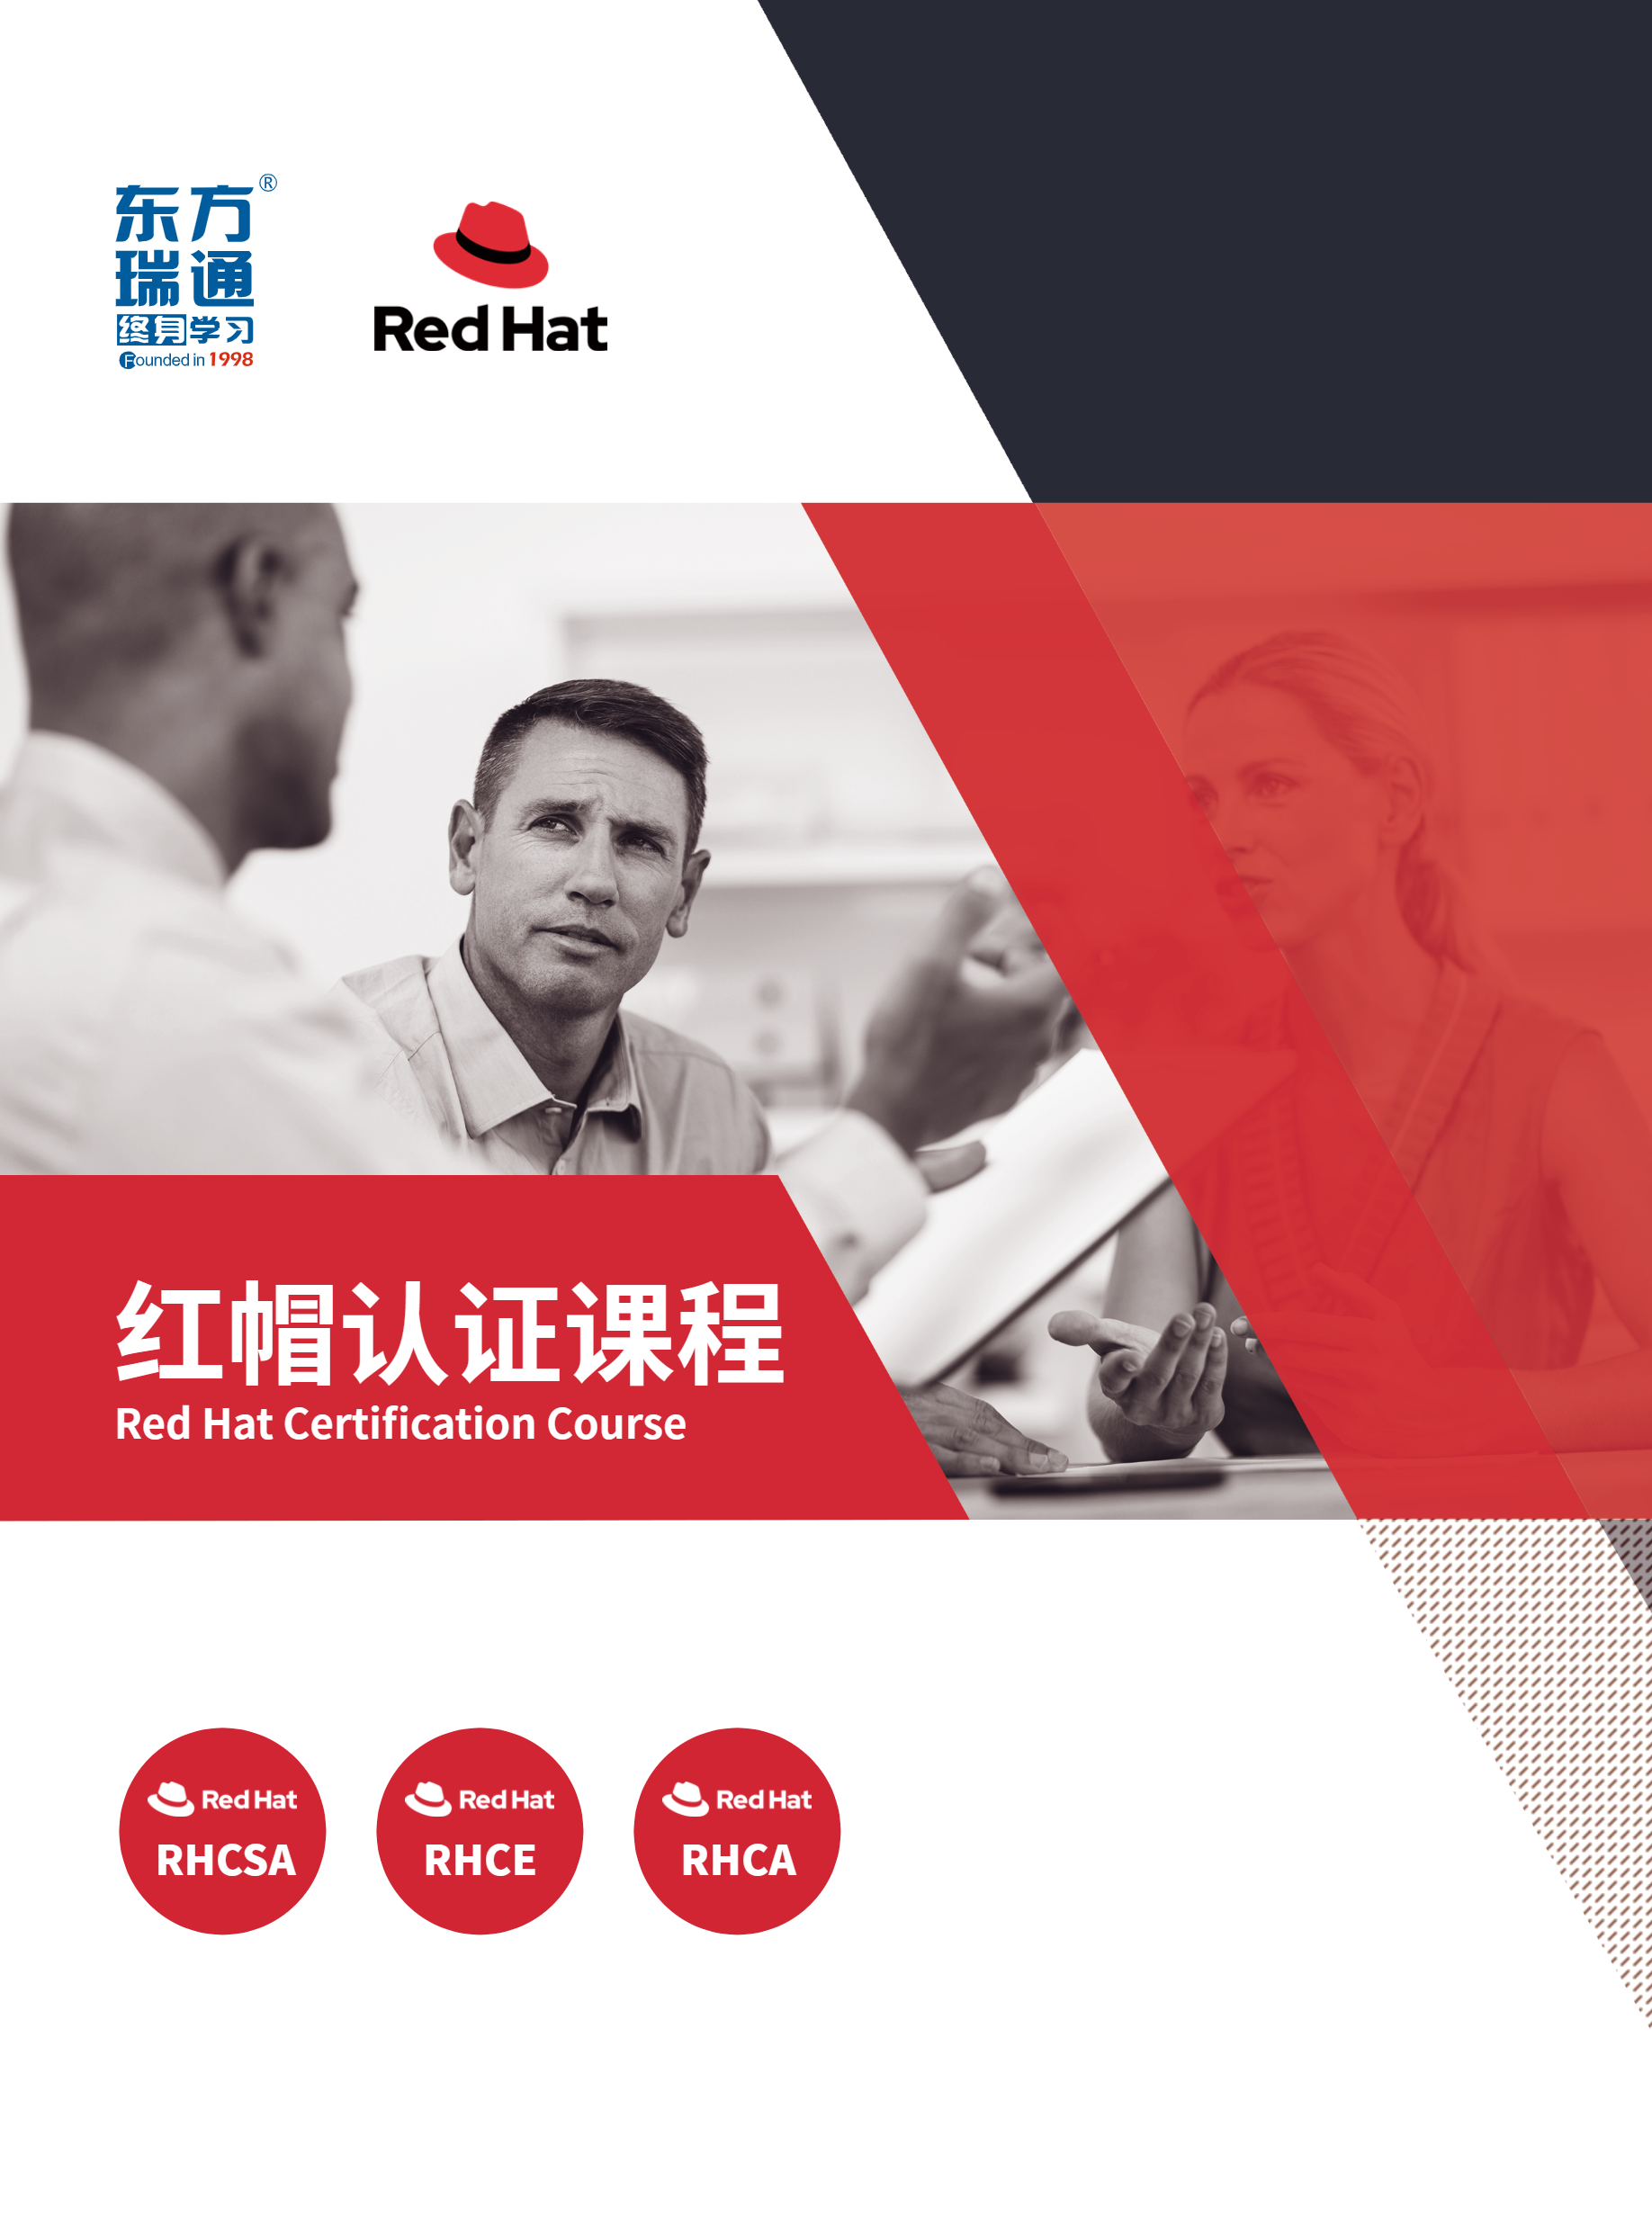 东方®
瑞通
终身学习
Founded in 1998
Red Hat
红帽认证课程
Red Hat Certification Course
Red Hat
RHCSA
Red Hat
RHCE
Red Hat
RHCA